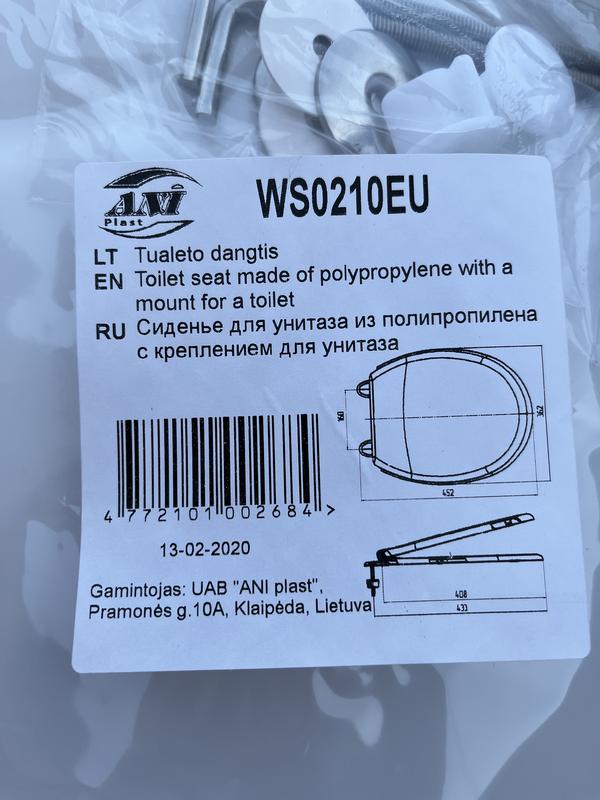 ANi
Plast
WS0210EU
LT Tualeto dangtis
EN Toilet seat made of polypropylene with a
mount for a toilet
RU Сиденье для унитаза из полипропилена
с креплением для унитаза
160
362
452
4 772101 002684 >
13-02-2020
408
433
Gamintojas: UAB "ANI plast",
Pramonės g.10A, Klaipėda, Lietuva